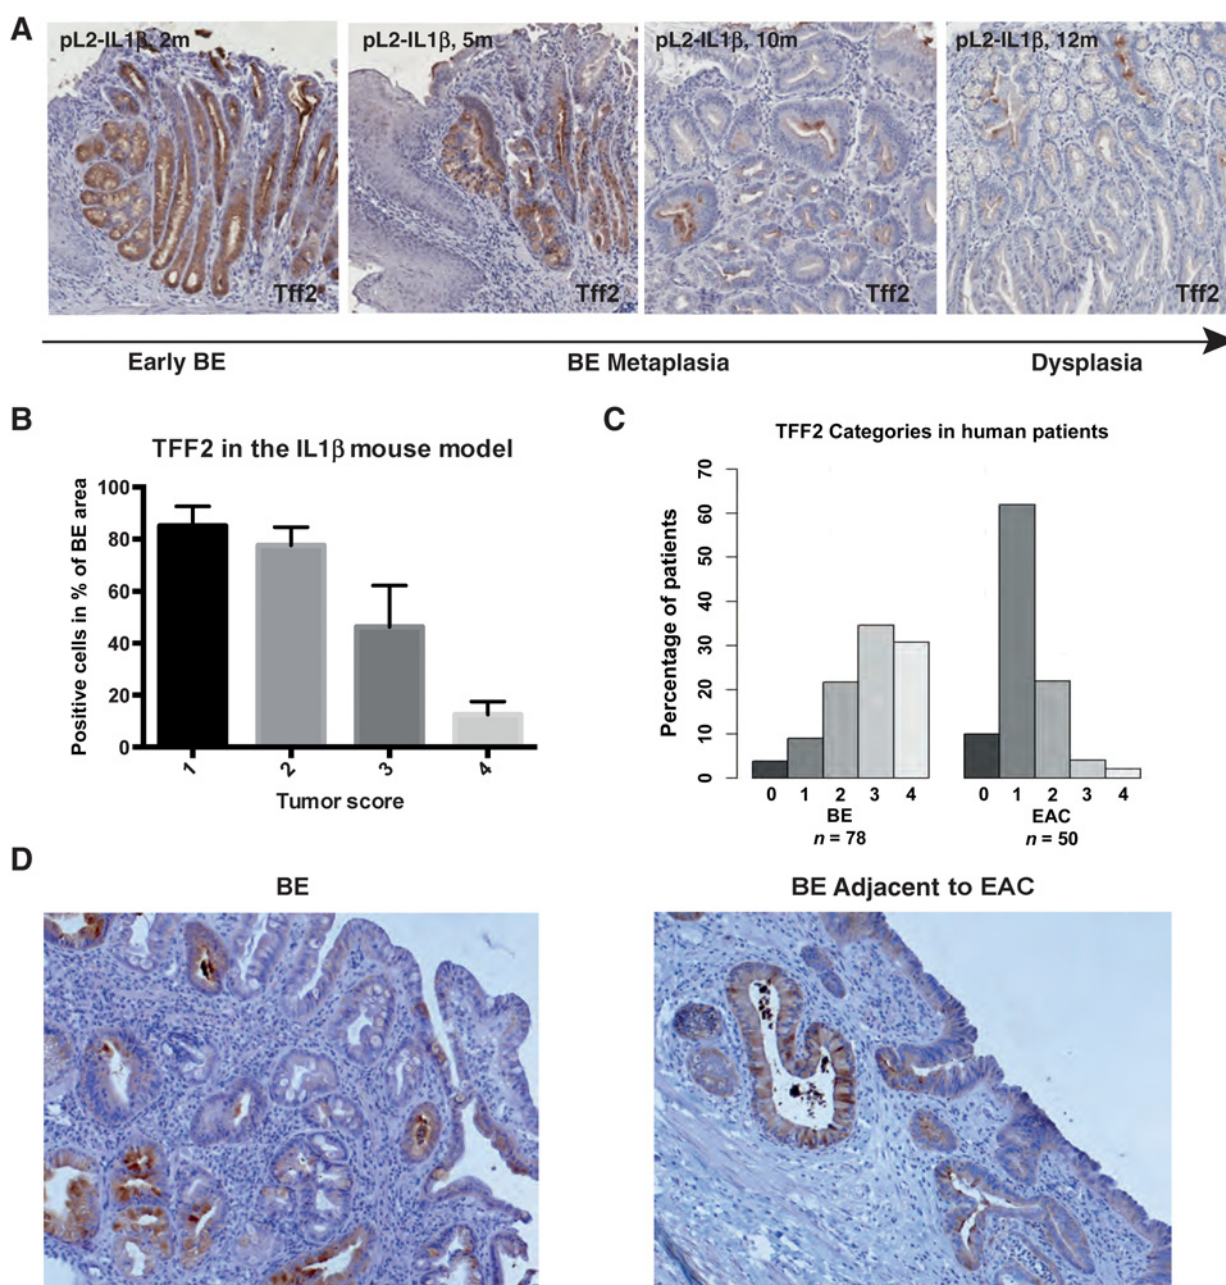 A
pL2-IL1β, 2m
pL2-IL1β, 5m
pL2-IL1β, 10m
pL2-IL1β, 12m
Tff2
Tff2
Tff2
Tff2
Early BE
BE Metaplasia
Dysplasia
B
TFF2 in the IL1β mouse model
Positive cells in % of BE area
100
80
60
40
20
0
1
2
3
4
Tumor score
C
TFF2 Categories in human patients
Percentage of patients
70
60
50
40
30
20
10
0
0 1 2 3 4
BE
n = 78
0 1 2 3 4
EAC
n = 50
D
BE
BE Adjacent to EAC